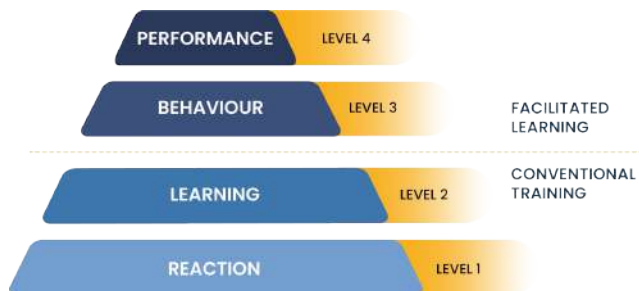 PERFORMANCE LEVEL 4
BEHAVIOUR LEVEL 3
FACILITATED
LEARNING
CONVENTIONAL
TRAINING
LEARNING LEVEL 2
REACTION LEVEL 1